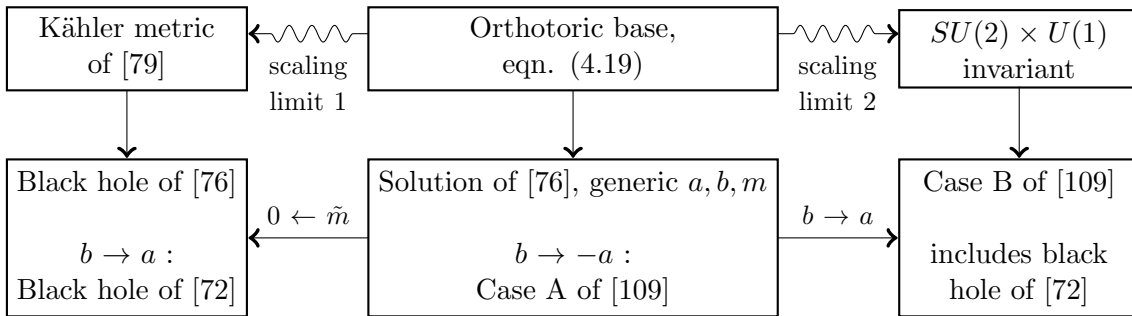 Kähler metric
of [79]
scaling
limit 1
Orthotoric base,
eqn. (4.19)
scaling
limit 2
SU(2) × U(1)
invariant
Black hole of [76]
b → a :
Black hole of [72]
0 ← m̃
Solution of [76], generic a, b, m
b → −a :
Case A of [109]
b → a
Case B of [109]
includes black
hole of [72]